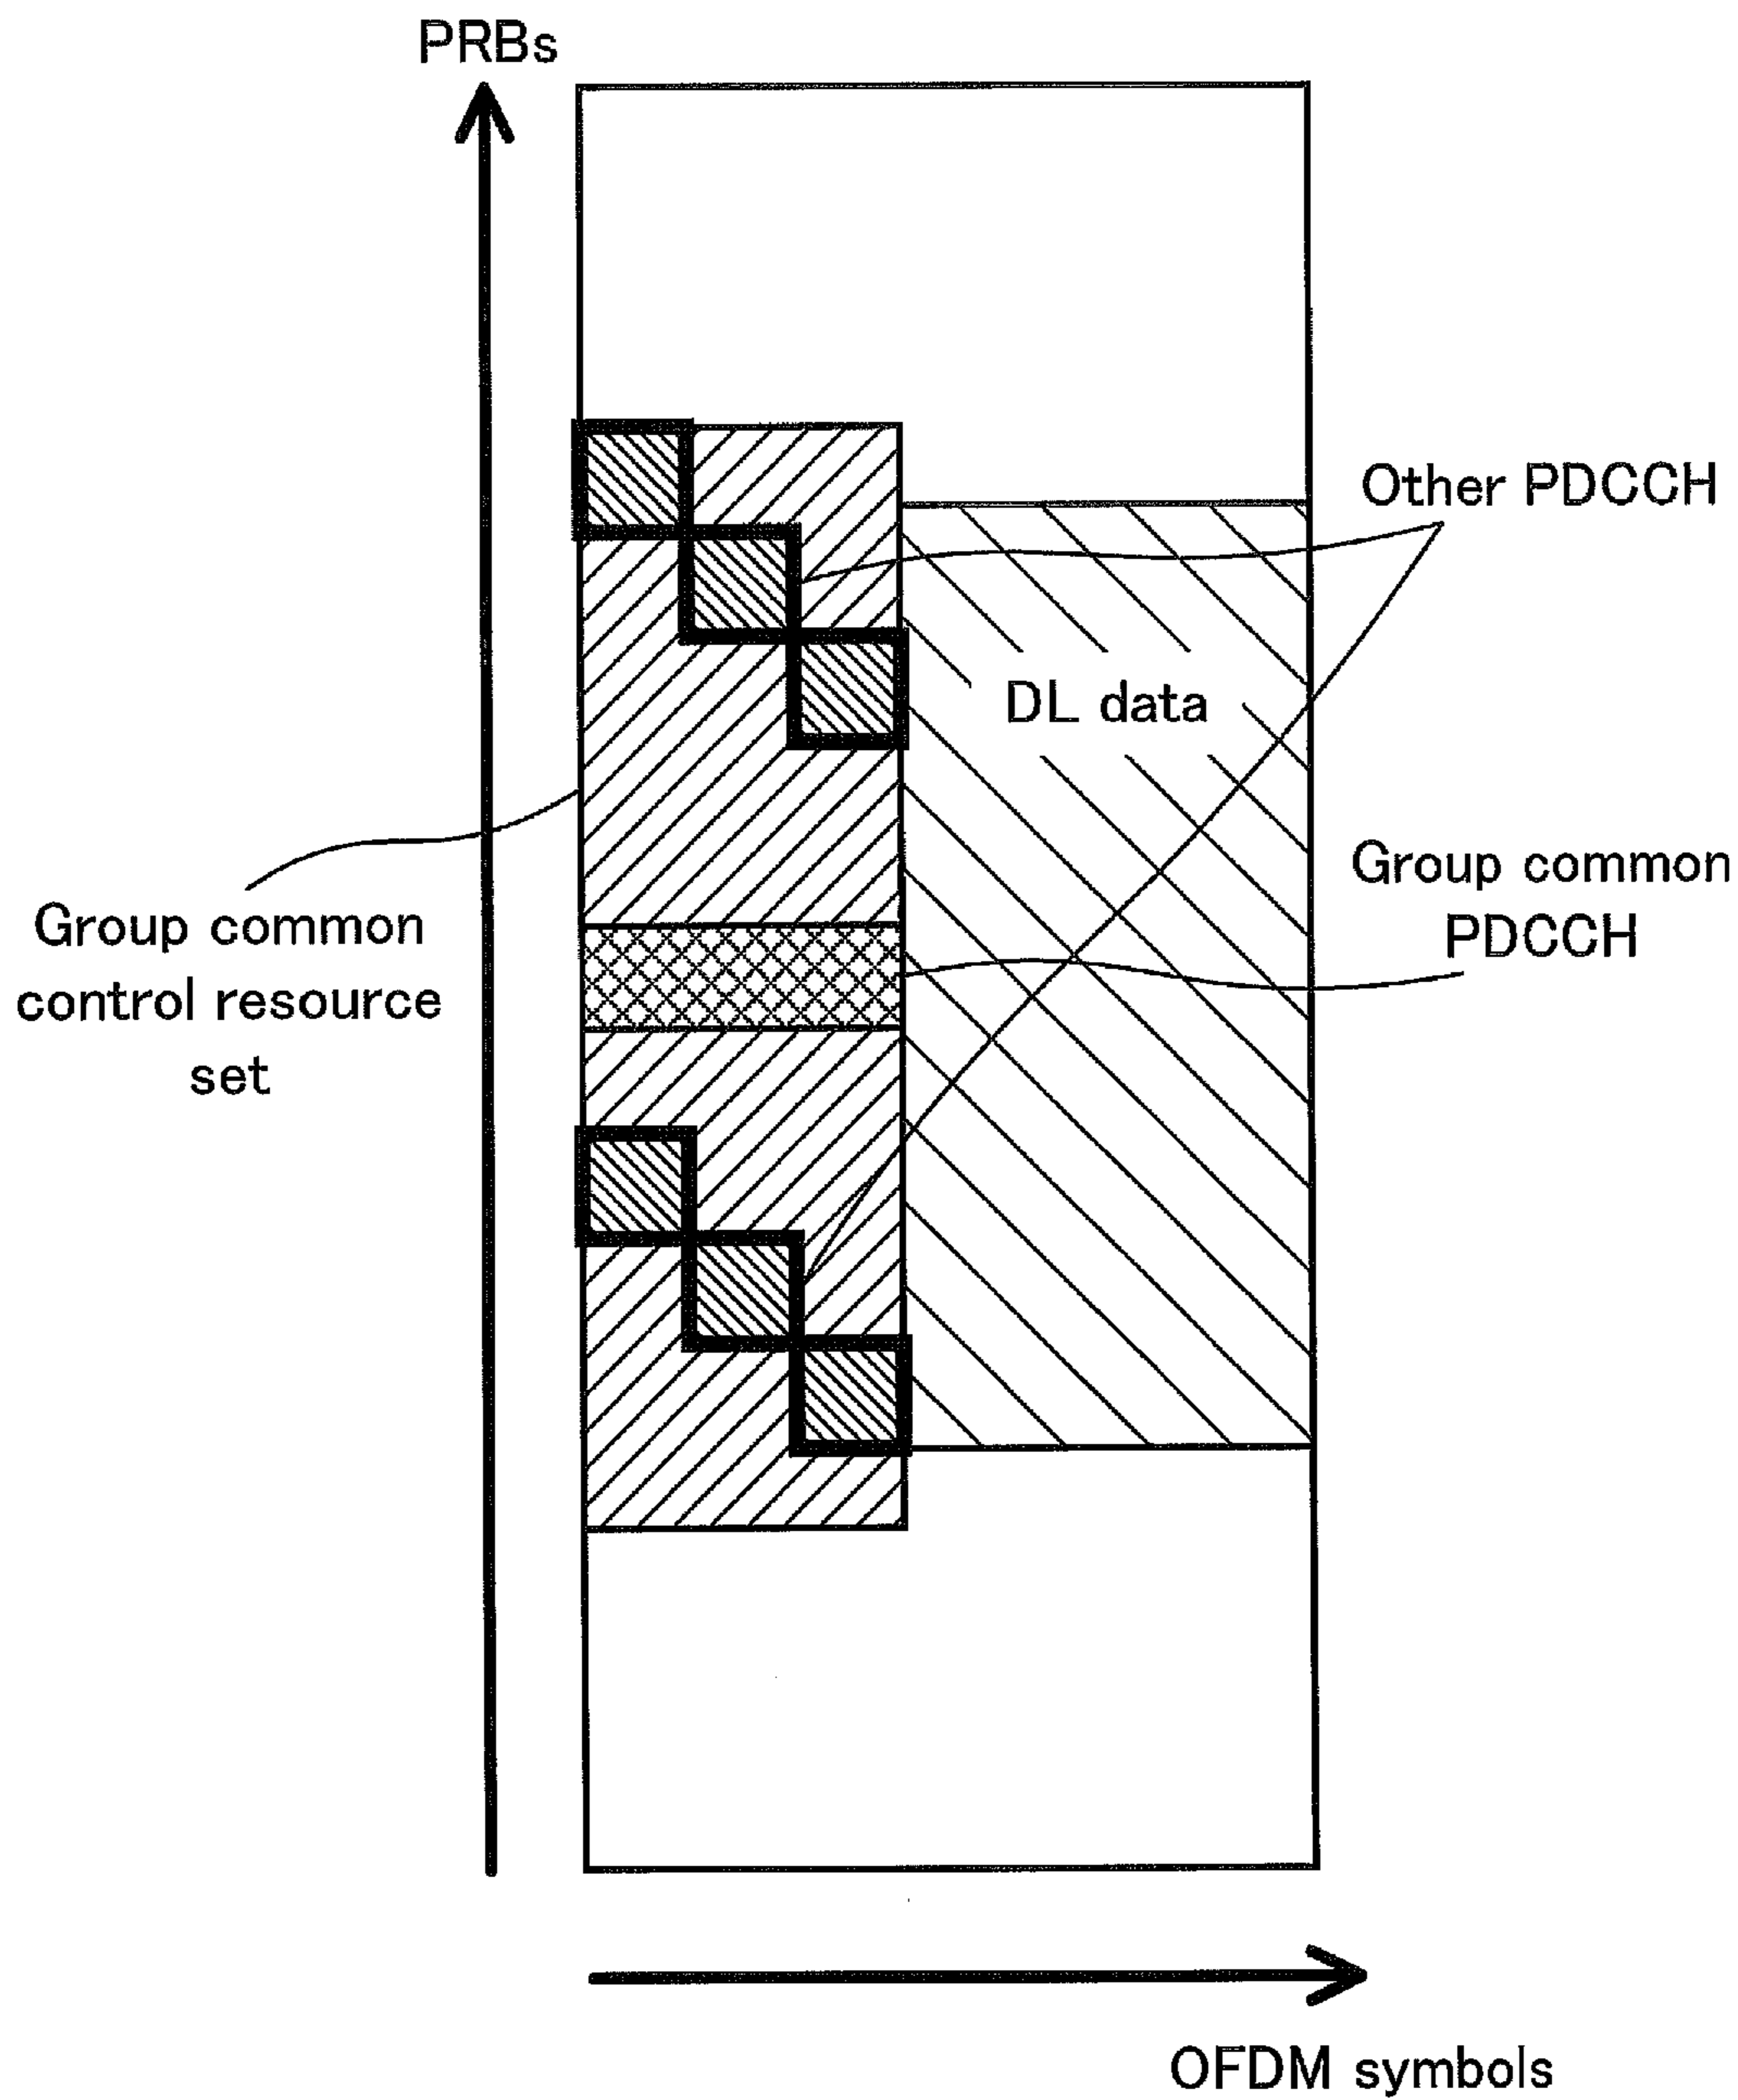 PRBs
Other PDCCH
DL data
Group common
PDCCH
Group common
control resource
set
OFDM symbols